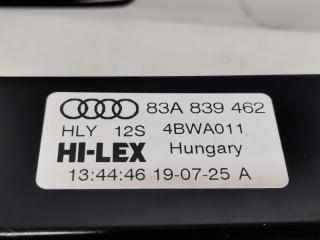 83A 839 462
HLY 12S 4BWA011
HI-LEX Hungary
13:44:46 19-07-25 A